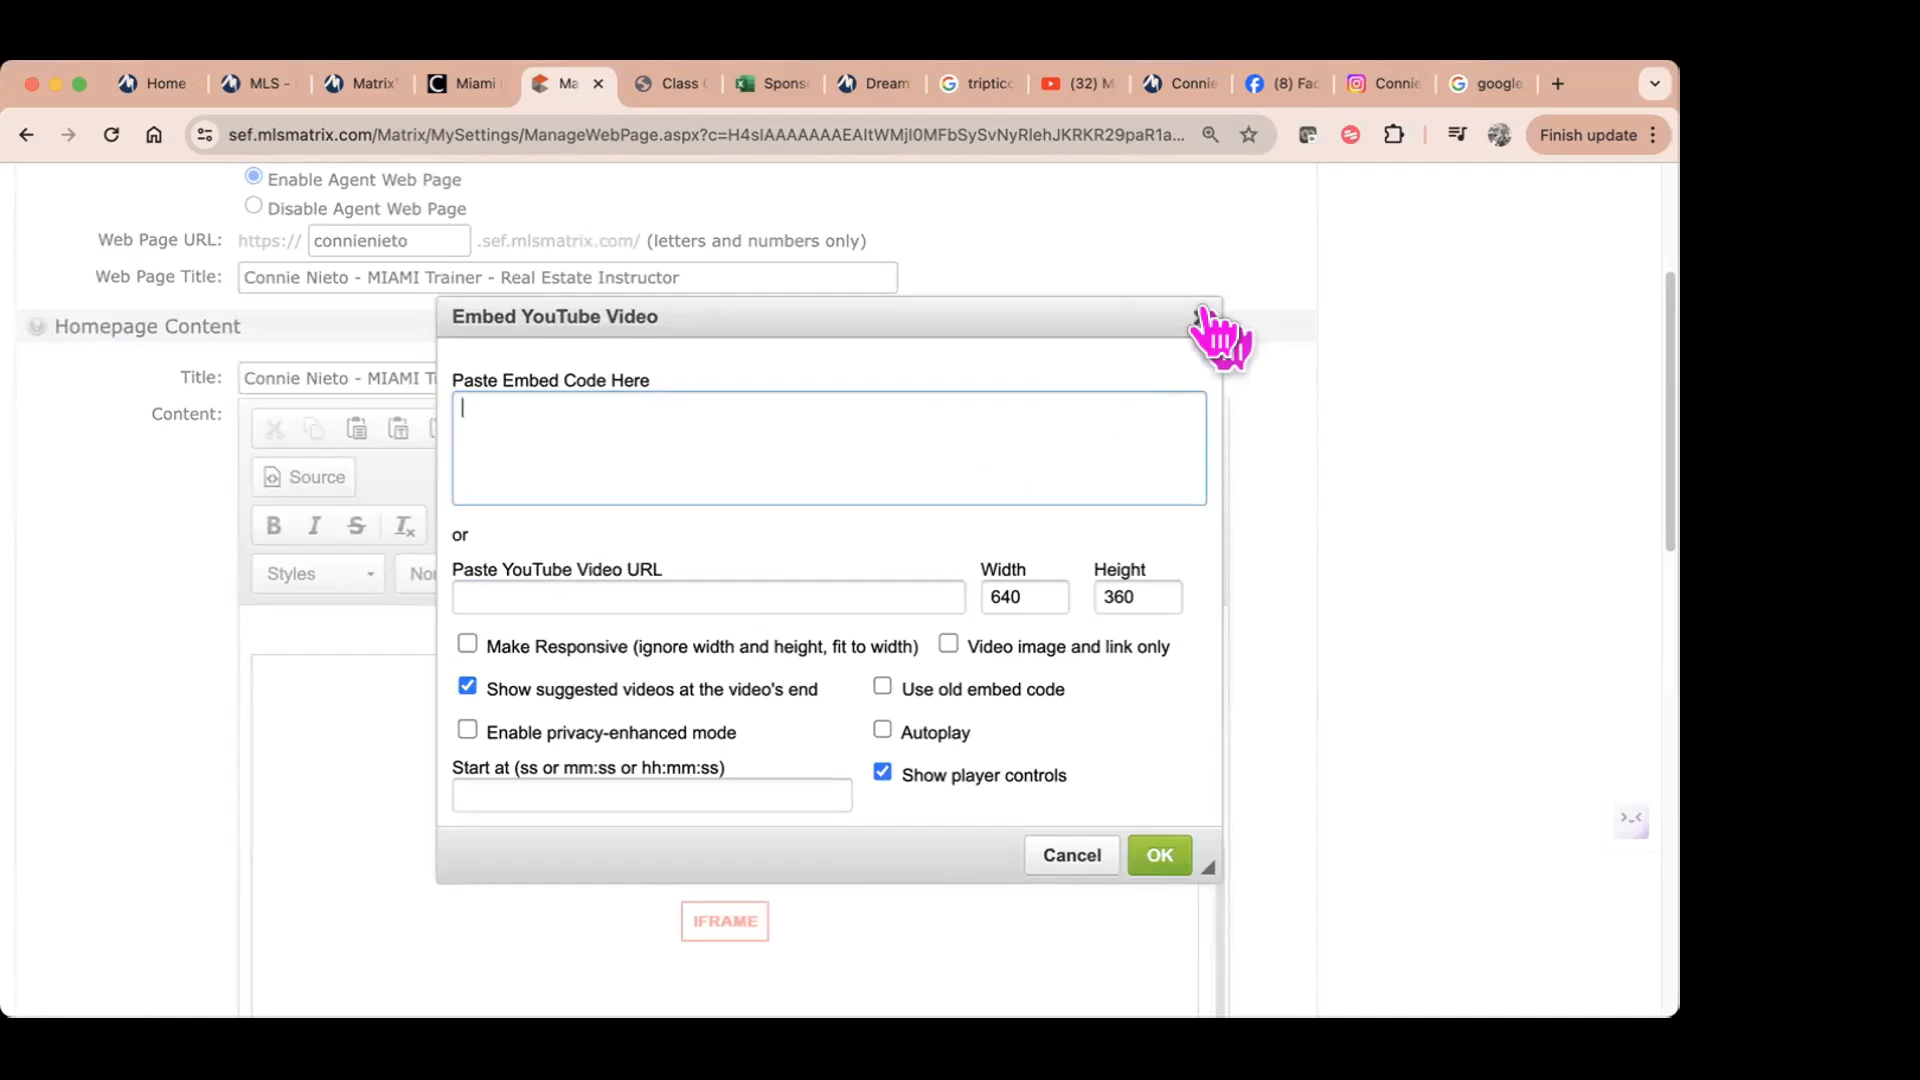 Home
MLS -
Matrix
Miami
Ma
Class
Spons
Dream
triptic
(32) M
Connie
(8) Fac
Connie
google
sef.mlsmatrix.com/Matrix/MySettings/ManageWebPage.aspx?c=H4sIAAAAAAAEAItWMjI0MFbSySvNyRlehJKRKR29paR1a...
Finish update
Enable Agent Web Page
Disable Agent Web Page
Web Page URL: https:// connienieto .sef.mlsmatrix.com/ (letters and numbers only)
Web Page Title: Connie Nieto - MIAMI Trainer - Real Estate Instructor
Homepage Content
Embed YouTube Video
Title: Connie Nieto - MIAMI T
Content:
Paste Embed Code Here
Source
B I S Tx
or
Styles
Nor
Paste YouTube Video URL
Width
Height
640
360
Make Responsive (ignore width and height, fit to width)
Video image and link only
Show suggested videos at the video's end
Use old embed code
Enable privacy-enhanced mode
Autoplay
Start at (ss or mm:ss or hh:mm:ss)
Show player controls
Cancel
OK
IFRAME